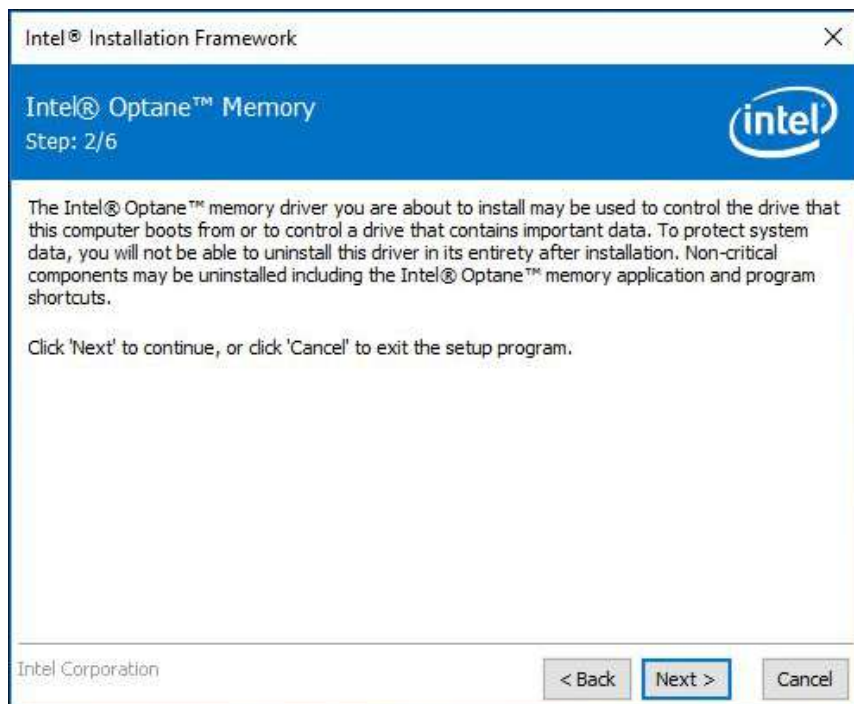 Intel® Installation Framework
Intel® Optane™ Memory
Step: 2/6
intel
The Intel® Optane™ memory driver you are about to install may be used to control the drive that
this computer boots from or to control a drive that contains important data. To protect system
data, you will not be able to uninstall this driver in its entirety after installation. Non-critical
components may be uninstalled including the Intel® Optane™ memory application and program
shortcuts.
Click 'Next' to continue, or click 'Cancel' to exit the setup program.
Intel Corporation
< Back
Next >
Cancel